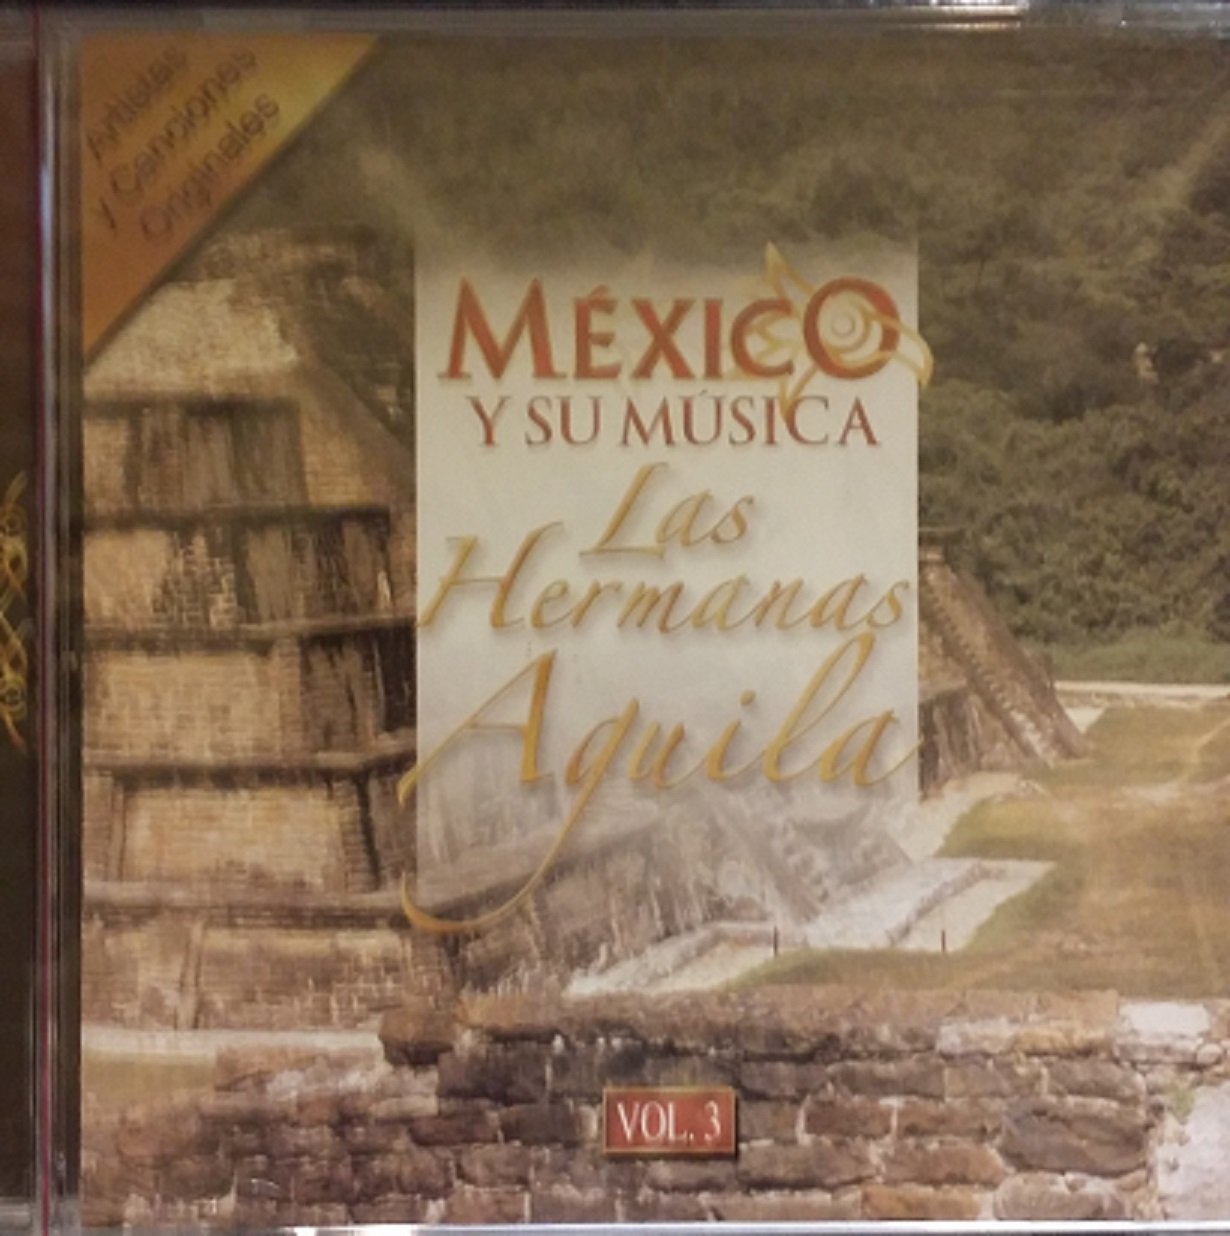 Artistas
y Canciones
Originales
MÉXICO
Y SU MÚSICA
Las
Hermanas
Aguila
VOL. 3